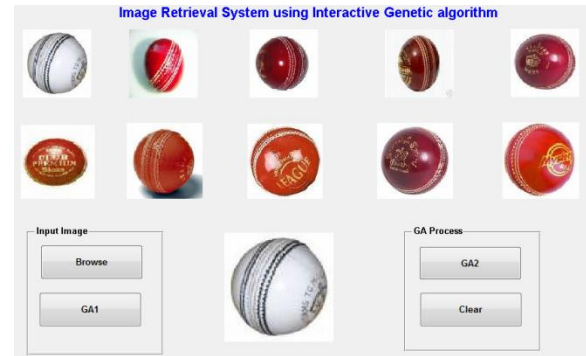 Image Retrieval System using Interactive Genetic algorithm
CLUB
PREMIUM
LEAGUE
Input Image
Browse
GA1
GA Process
GA2
Clear